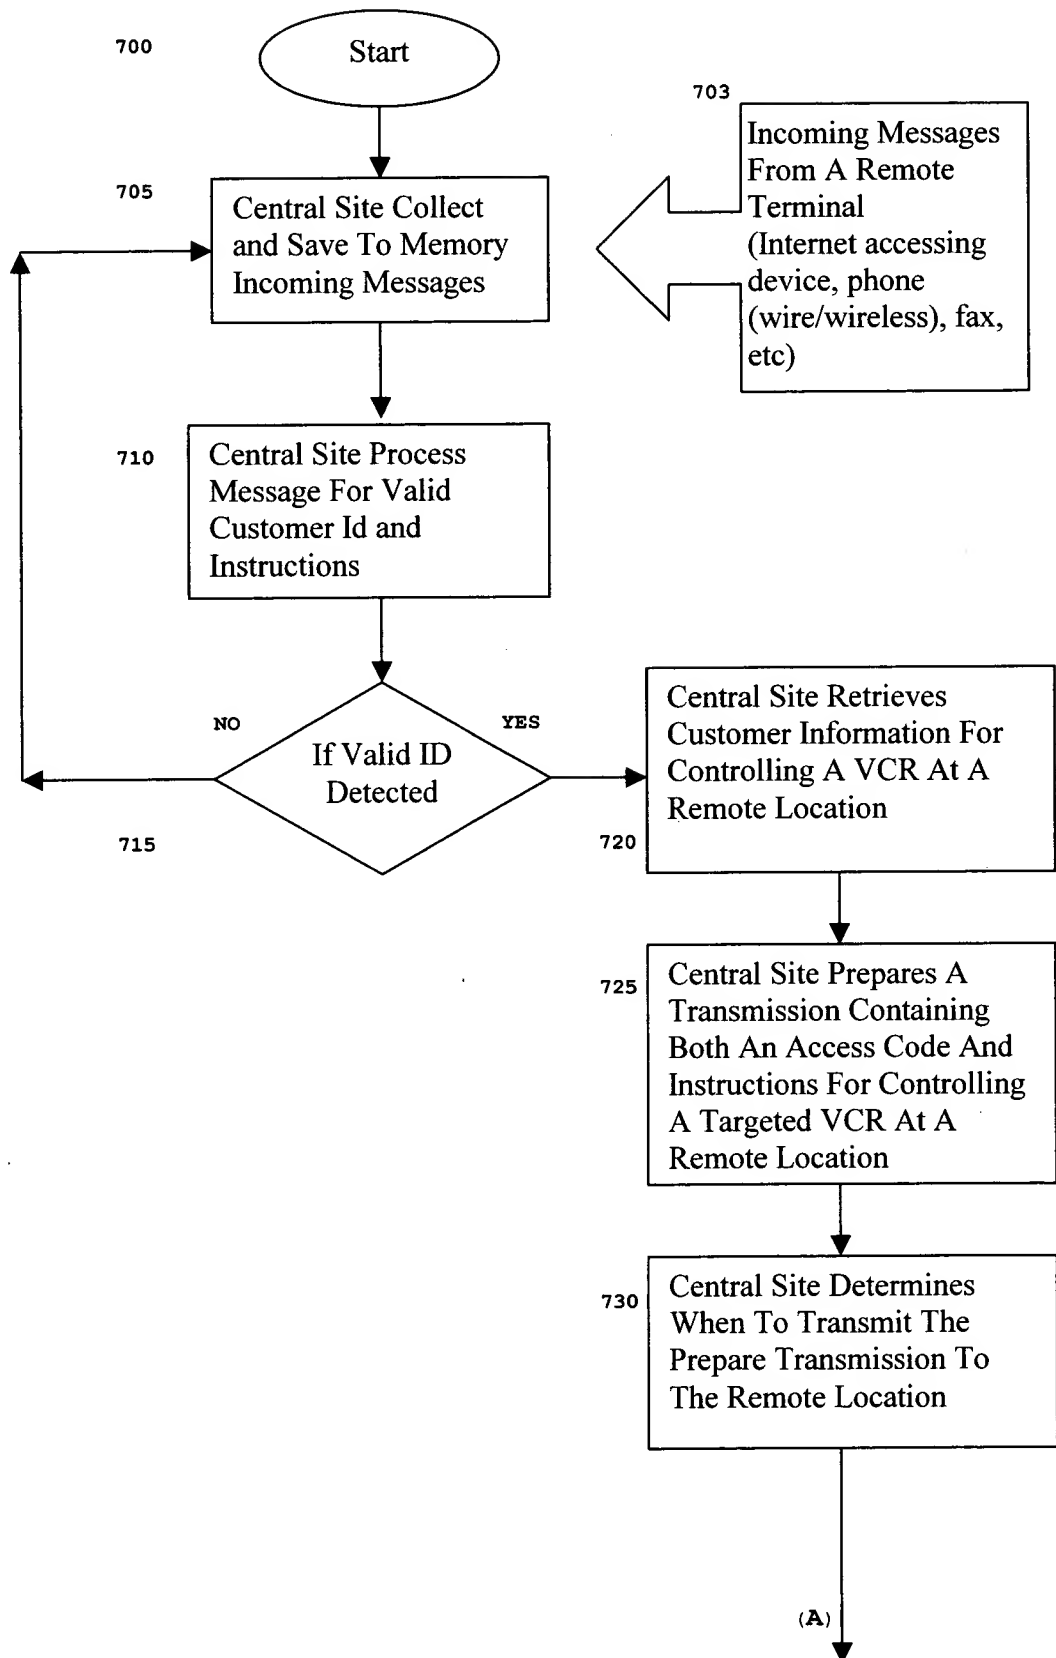 700
Start
703
Incoming Messages
From A Remote
Terminal
(Internet accessing
device, phone
(wire/wireless), fax,
etc)
705
Central Site Collect
and Save To Memory
Incoming Messages
710
Central Site Process
Message For Valid
Customer Id and
Instructions
NO
YES
If Valid ID
Detected
715
Central Site Retrieves
Customer Information For
Controlling A VCR At A
Remote Location
720
725
Central Site Prepares A
Transmission Containing
Both An Access Code And
Instructions For Controlling
A Targeted VCR At A
Remote Location
730
Central Site Determines
When To Transmit The
Prepare Transmission To
The Remote Location
(A)